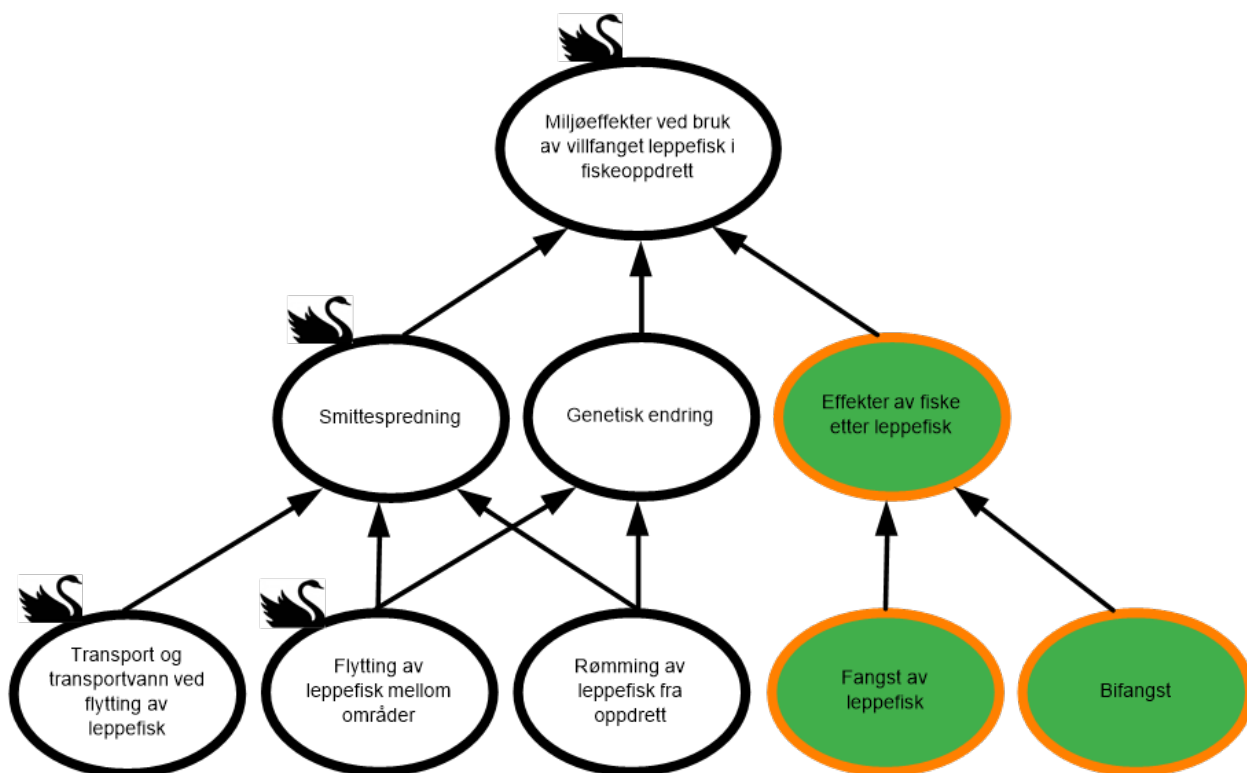 Miljøeffekter ved bruk
av villfanget leppefisk i
fiskeoppdrett
Smittespredning
Genetisk endring
Effekter av fiske
etter leppefisk
Transport og
transportvann ved
flytting av
leppefisk
Flytting av
leppefisk mellom
områder
Rømming av
leppefisk fra
oppdrett
Fangst av
leppefisk
Bifangst